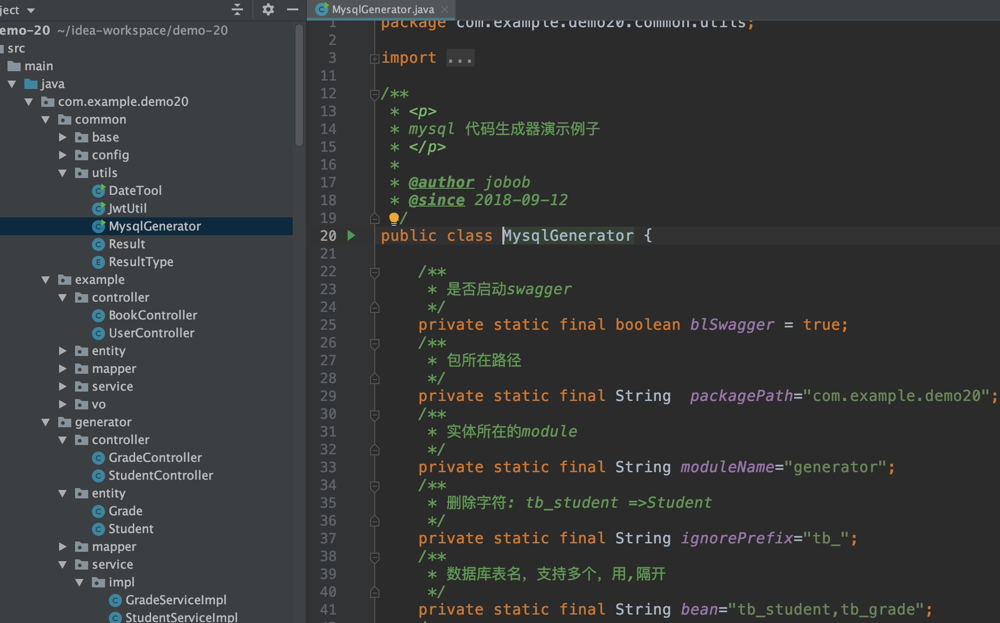 ject
emo-20 ~/idea-workspace/demo-20
src
main
java
com.example.demo20
common
base
config
utils
DateTool
JwtUtil
MysqlGenerator
Result
ResultType
example
controller
BookController
UserController
entity
mapper
service
vo
generator
controller
GradeController
StudentController
entity
Grade
Student
mapper
service
impl
GradeServiceImpl
StudentServiceImpl
MysqlGenerator.java
1 package com.example.demo20.common.utils;
2
3 import ...
11
12 /**
13 * <p>
14 * mysql 代码生成器演示例子
15 * </p>
16 *
17 * @author jobob
18 * @since 2018-09-12
19 */
20 public class MysqlGenerator {
21
22 /**
23 * 是否启动swagger
24 */
25 private static final boolean blSwagger = true;
26 /**
27 * 包所在路径
28 */
29 private static final String  packagePath="com.example.demo20";
30 /**
31 * 实体所在的module
32 */
33 private static final String moduleName="generator";
34 /**
35 * 删除字符: tb_student =>Student
36 */
37 private static final String ignorePrefix="tb_";
38 /**
39 * 数据库表名，支持多个，用,隔开
40 */
41 private static final String bean="tb_student,tb_grade";